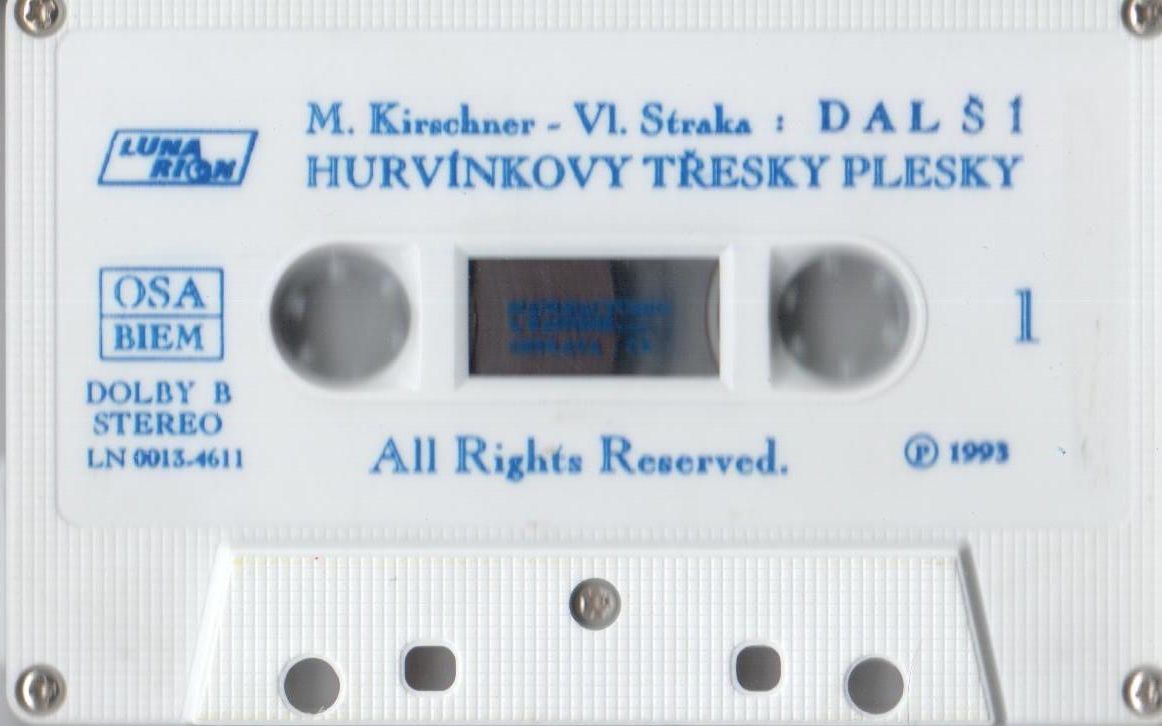 M. Kirschner - Vl. Straka : DALŠÍ
HURVÍNKOVY TŘESKY PLESKY
LUNA
RION
OSA
BIEM
1
DOLBY B
STEREO
LN 0013-4611
All Rights Reserved.
℗ 1993